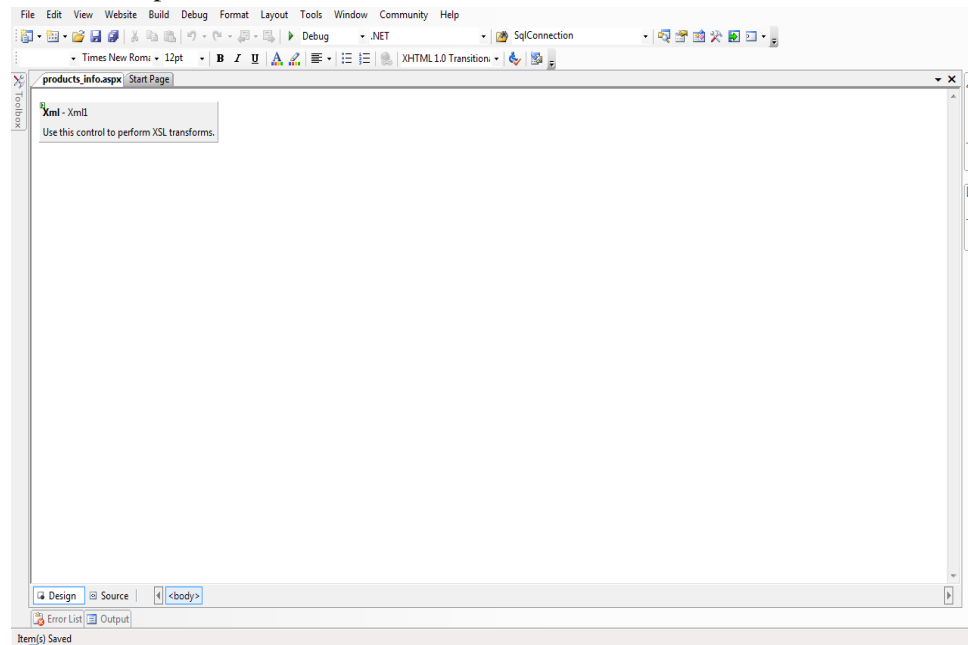 File Edit View Website Build Debug Format Layout Tools Window Community Help
Debug .NET SqlConnection
Times New Roma 12pt B I U A XHTML 1.0 Transition
products_info.aspx Start Page
Toolbox
Xml - Xml1
Use this control to perform XSL transforms.
Design Source <body>
Error List Output
Item(s) Saved